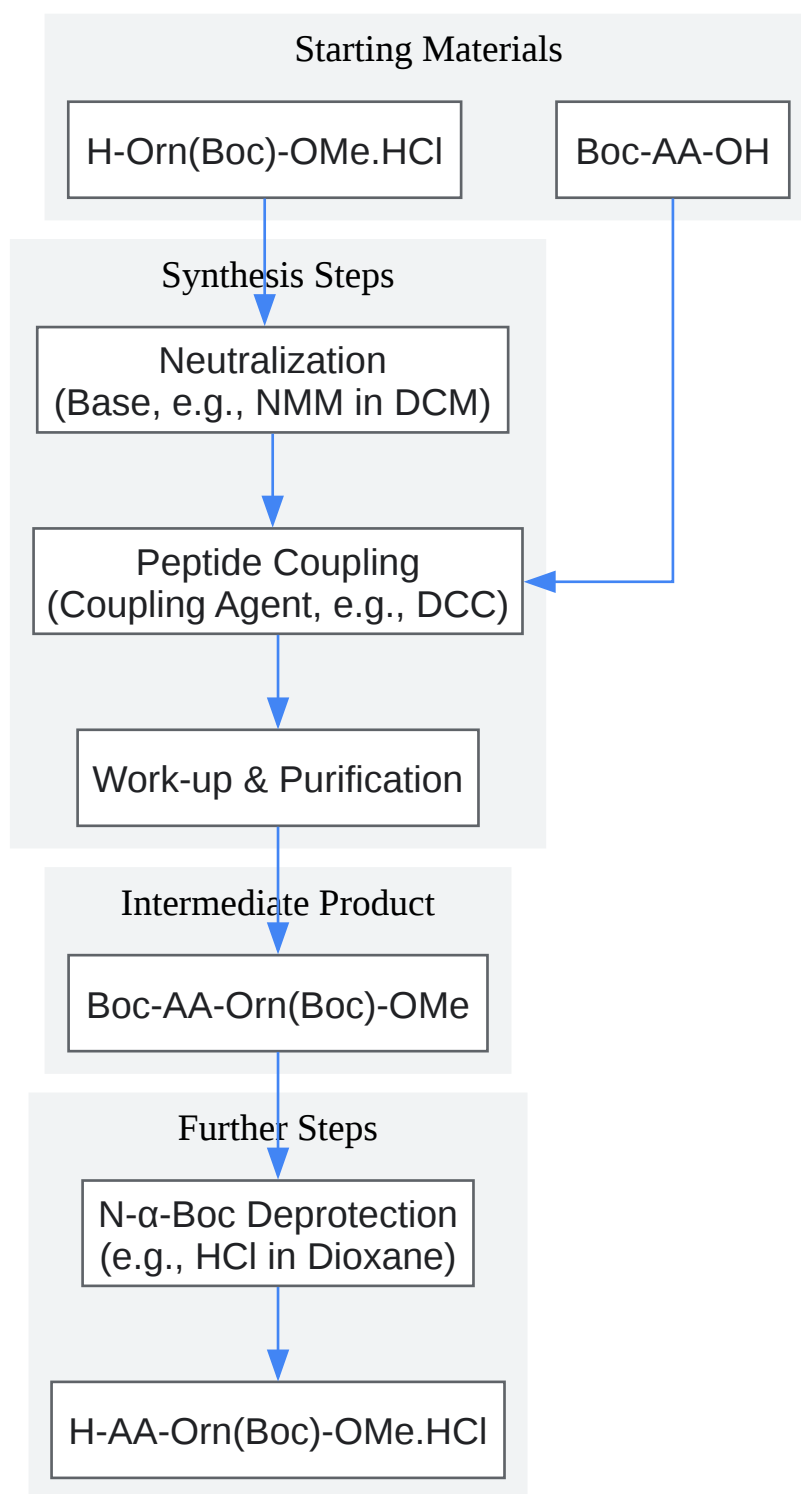 Starting Materials
H-Orn(Boc)-OMe.HCl
Boc-AA-OH
Synthesis Steps
Neutralization
(Base, e.g., NMM in DCM)
Peptide Coupling
(Coupling Agent, e.g., DCC)
Work-up & Purification
Intermediate Product
Boc-AA-Orn(Boc)-OMe
Further Steps
N-α-Boc Deprotection
(e.g., HCl in Dioxane)
H-AA-Orn(Boc)-OMe.HCl